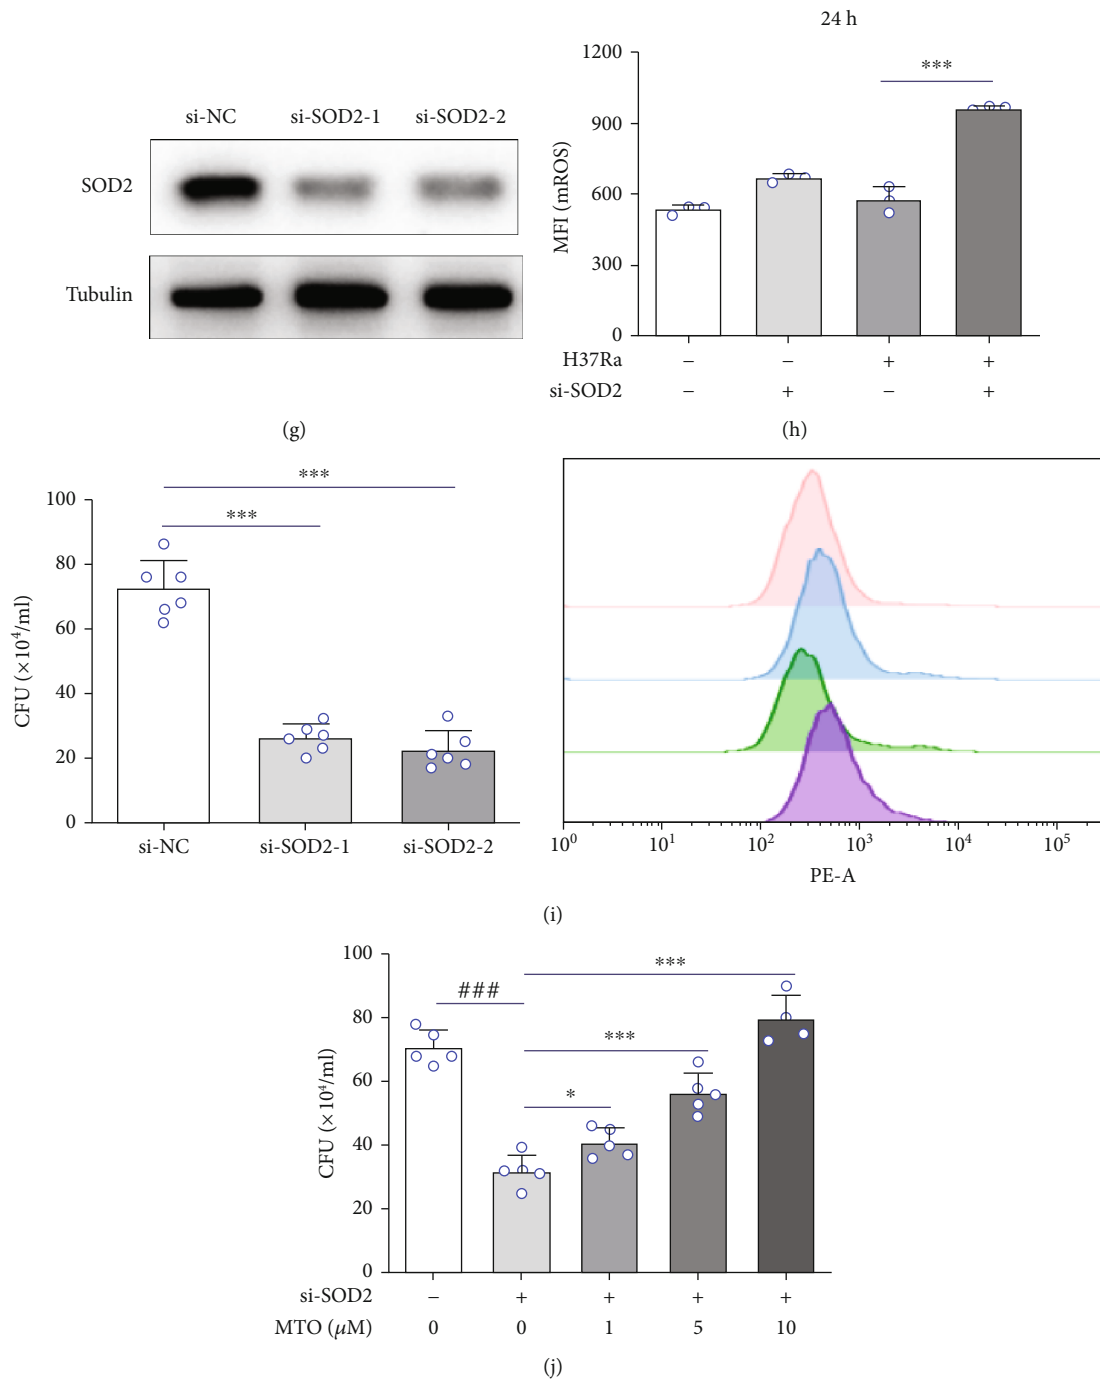 si-NC si-SOD2-1 si-SOD2-2
SOD2
Tubulin
(g)
24 h
1200
900
600
300
0
MFI (mROS)
***
H37Ra − − + +
si-SOD2 − + − +
(h)
100
80
60
40
20
0
CFU (×10⁴/ml)
***
***
si-NC si-SOD2-1 si-SOD2-2
10⁰ 10¹ 10² 10³ 10⁴ 10⁵
PE-A
(i)
100
80
60
40
20
0
CFU (×10⁴/ml)
###
***
***
*
si-SOD2 − + + + +
MTO (μM) 0 0 1 5 10
(j)